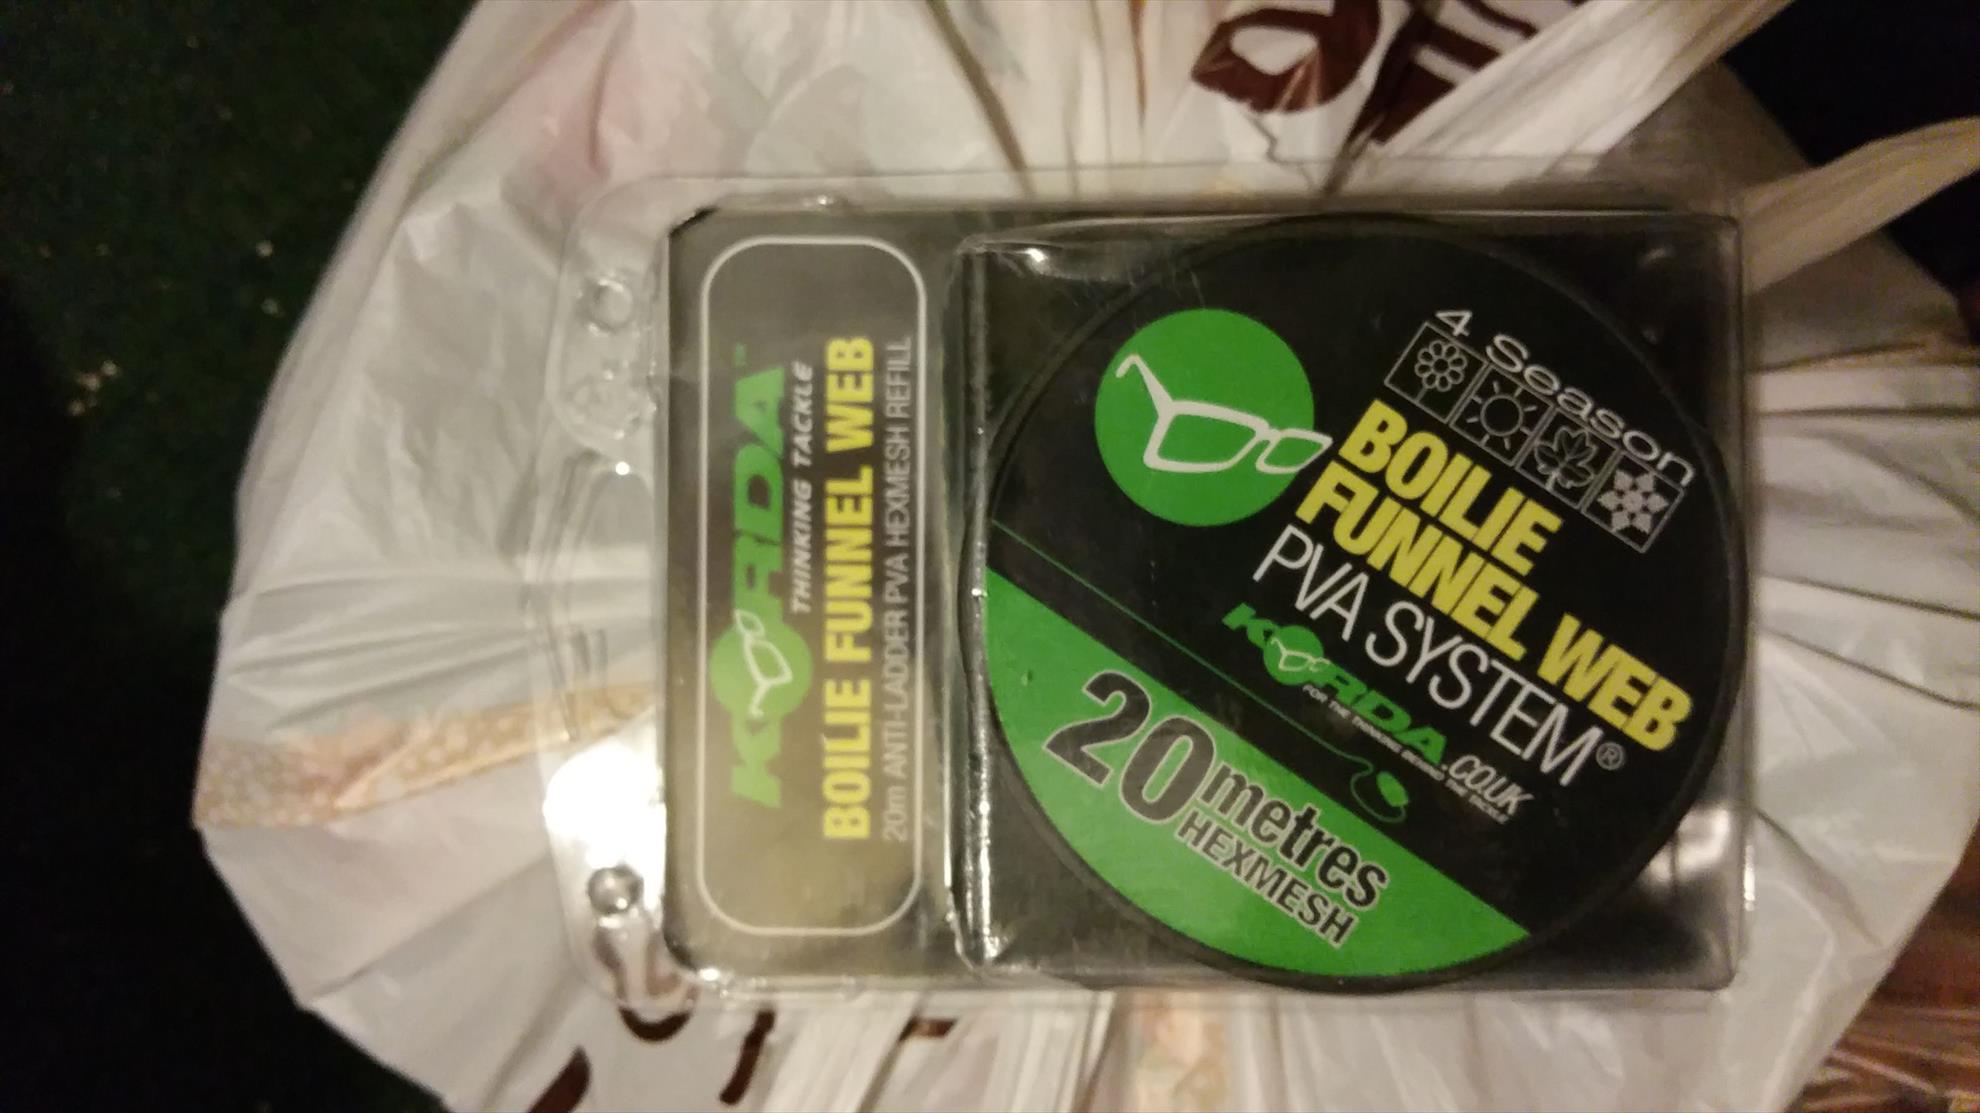 KORDA™
THINKING TACKLE
BOILIE FUNNEL WEB
20m ANTI-LADDER PVA HEXMESH REFILL
4 Season
BOILIE
FUNNEL WEB
PVA SYSTEM®
KORDA.CO.UK
FOR THE THINKING BEHIND THE TACKLE
20 metres
HEXMESH